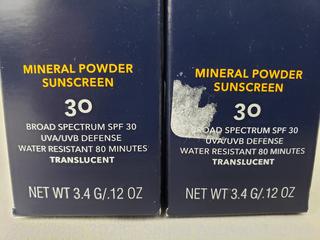 MINERAL POWDER
SUNSCREEN
30
BROAD SPECTRUM SPF 30
UVA/UVB DEFENSE
WATER RESISTANT 80 MINUTES
TRANSLUCENT
NET WT 3.4 G/.12 OZ
MINERAL POWDER
SUNSCREEN
30
BROAD SPECTRUM SPF 30
UVA/UVB DEFENSE
WATER RESISTANT 80 MINUTES
TRANSLUCENT
NET WT 3.4 G/.12 OZ